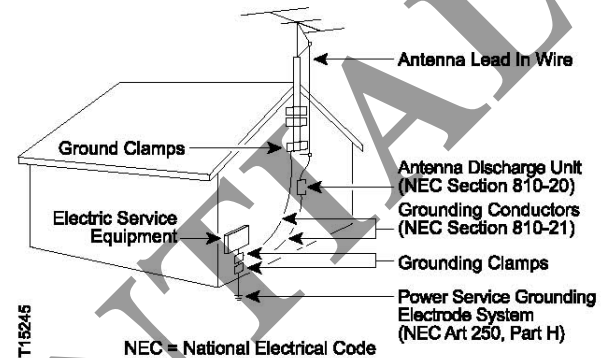 Antenna Lead In Wire
Ground Clamps
Antenna Discharge Unit
(NEC Section 810-20)
Electric Service
Equipment
Grounding Conductors
(NEC Section 810-21)
Grounding Clamps
Power Service Grounding
Electrode System
(NEC Art 250, Part H)
NEC = National Electrical Code
T15245
NTIAL